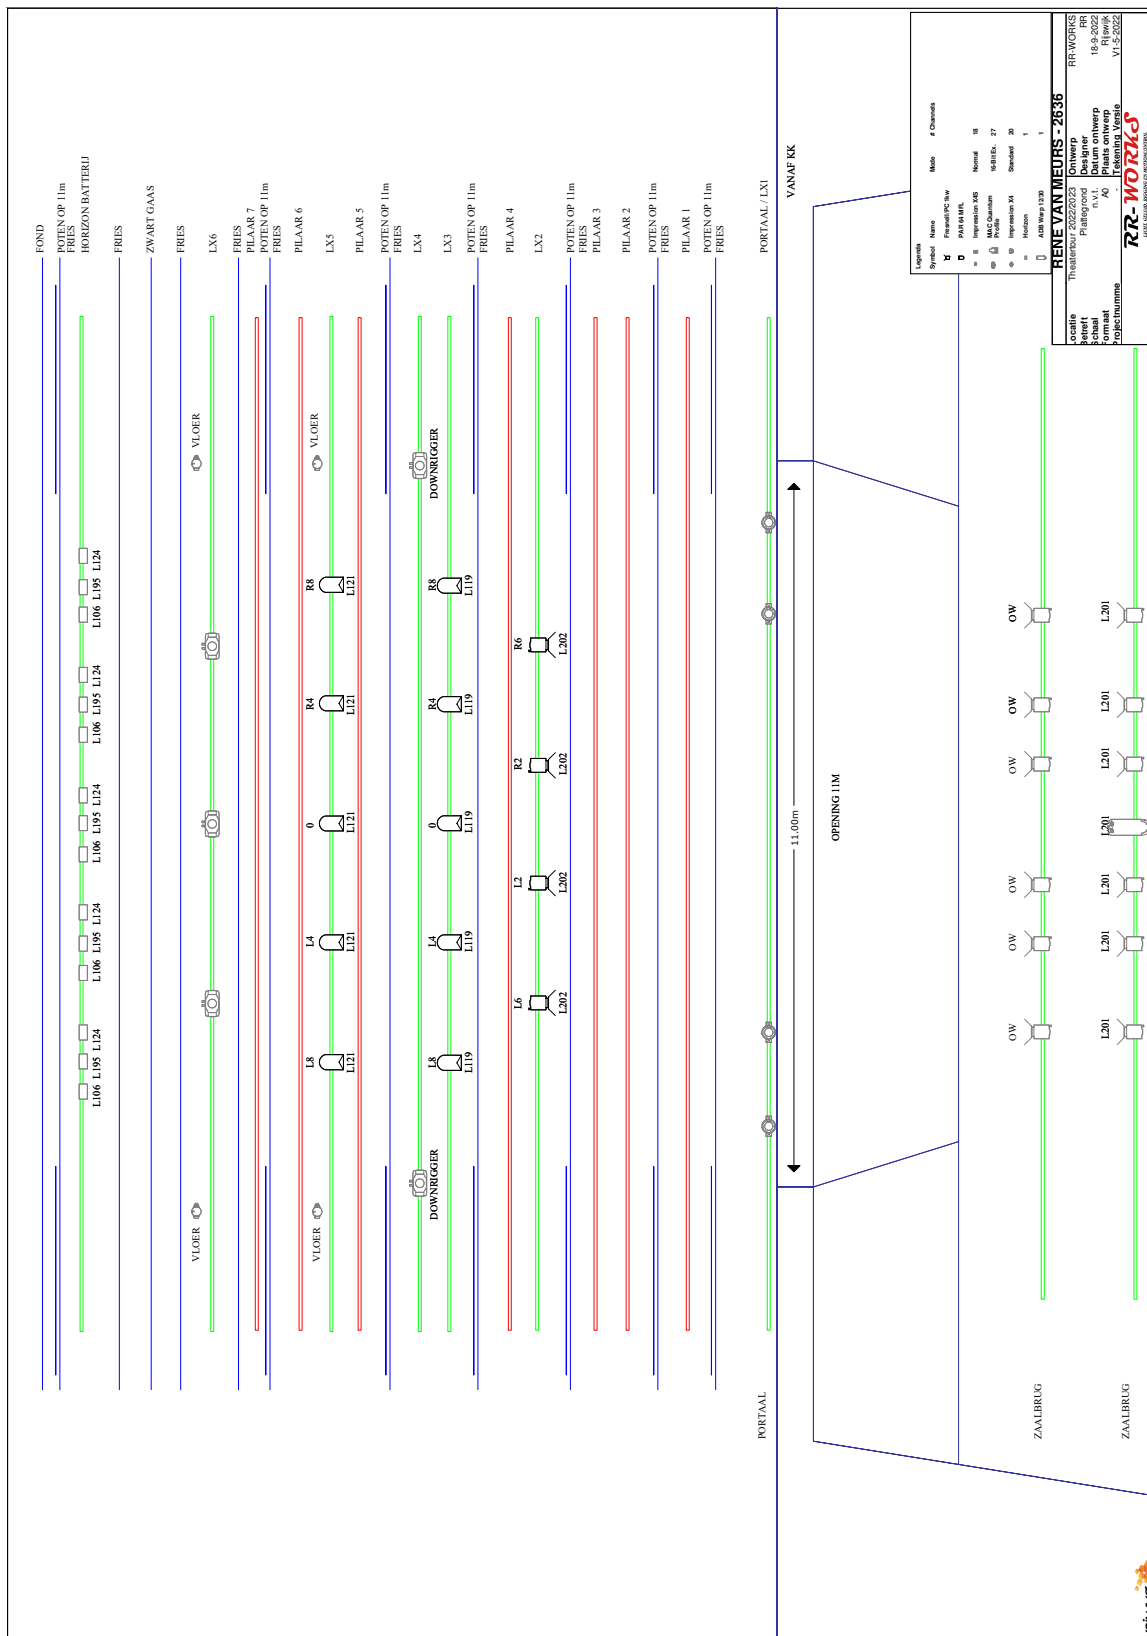 FOND
POTEN OP 11m
FRIES
HORIZON BATTERIJ
FRIES
ZWART GAAS
FRIES
LX6
FRIES
PILAAR 7
POTEN OP 11m
FRIES
PILAAR 6
LX5
PILAAR 5
POTEN OP 11m
FRIES
LX4
LX3
POTEN OP 11m
FRIES
PILAAR 4
LX2
POTEN OP 11m
FRIES
PILAAR 3
PILAAR 2
POTEN OP 11m
FRIES
PILAAR 1
POTEN OP 11m
FRIES
PORTAAL / LX1
VANAF KK
L106 L195 L124
L106 L195 L124
L106 L195 L124
L106 L195 L124
L106 L195 L124
VLOER
VLOER
VLOER
VLOER
L8 L4 0 R4 R8
L121 L121 L121 L121 L121
DOWNRIGGER
DOWNRIGGER
L8 L4 0 R4 R8
L119 L119 L119 L119 L119
L6 L2 R2 R6
L202 L202 L202 L202
PORTAAL
11.00m
OPENING 11M
ZAALBRUG
OW OW OW OW OW OW
ZAALBRUG
L201 L201 L201 L201 L201 L201 L201
Legenda
Symbol Name Mode # Channels
Fresnell/PC 1kw
PAR 64 MFL
Impression X4S Normal 18
MAC Quantum Profile 16-Bit Ex. 27
Impression X4 Standard 20
Horizon 1
ADB Warp 12/30 1
RENE VAN MEURS - 2636
Locatie Theatertour 2022/2023 Ontwerp RR-WORKS
Betreft Plattegrond Designer RR
Schaal n.v.t. Datum ontwerp 18-9-2022
Formaat A0 Plaats ontwerp Rijswijk
Projectnumme - Tekening Versie V1-5-2022
RR-WORKS